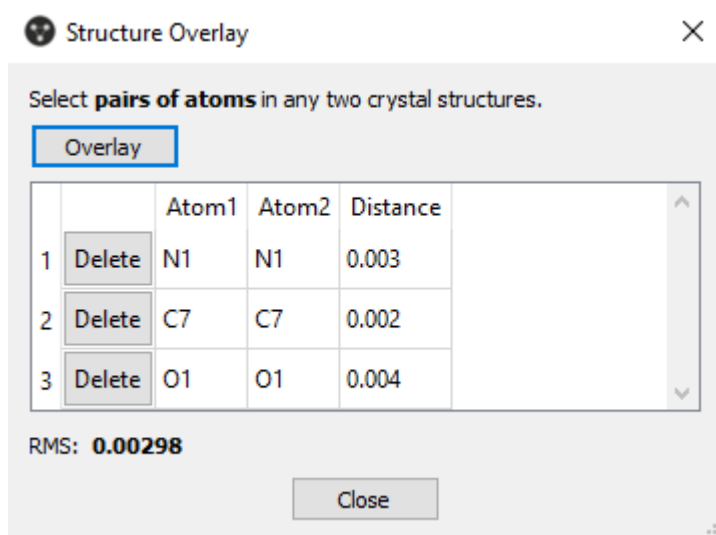 Structure Overlay
Select pairs of atoms in any two crystal structures.
Overlay
Atom1 Atom2 Distance
1 Delete N1 N1 0.003
2 Delete C7 C7 0.002
3 Delete O1 O1 0.004
RMS: 0.00298
Close